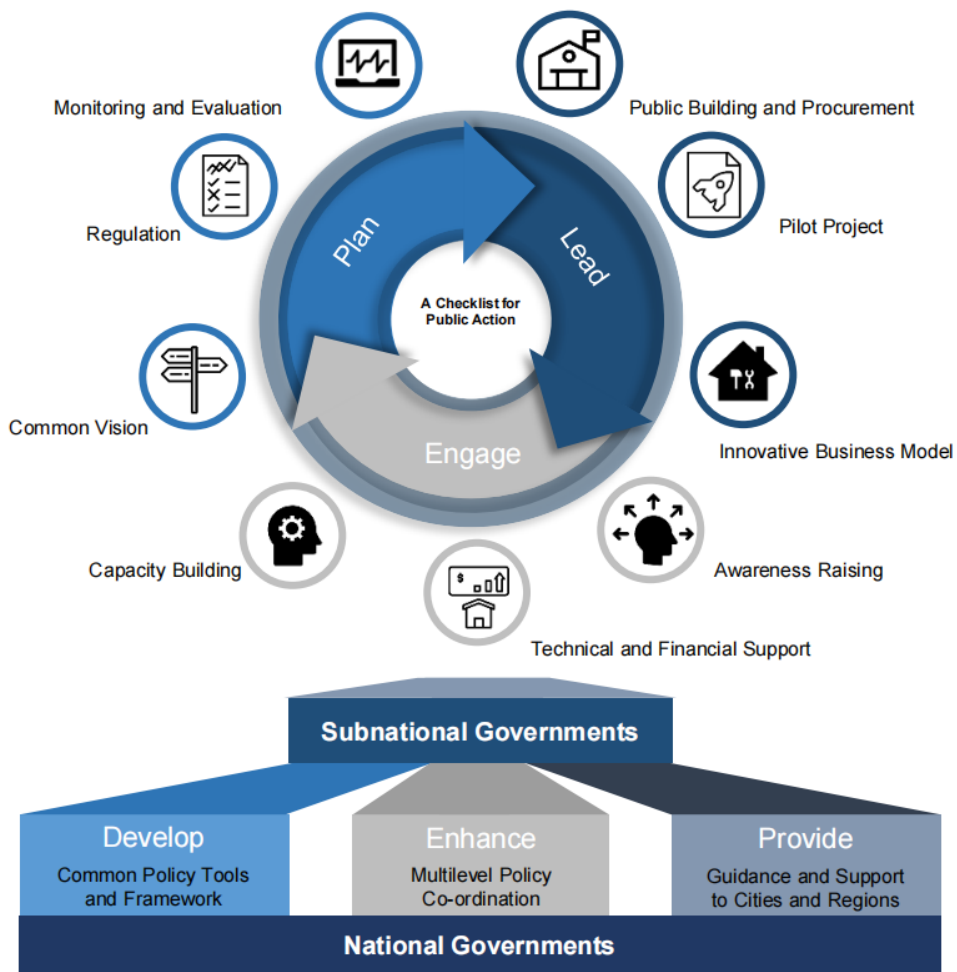 Monitoring and Evaluation
Public Building and Procurement
Regulation
Pilot Project
Plan
Lead
A Checklist for
Public Action
Common Vision
Innovative Business Model
Engage
Capacity Building
Awareness Raising
$
Technical and Financial Support
Subnational Governments
Develop
Common Policy Tools
and Framework
Enhance
Multilevel Policy
Co-ordination
Provide
Guidance and Support
to Cities and Regions
National Governments